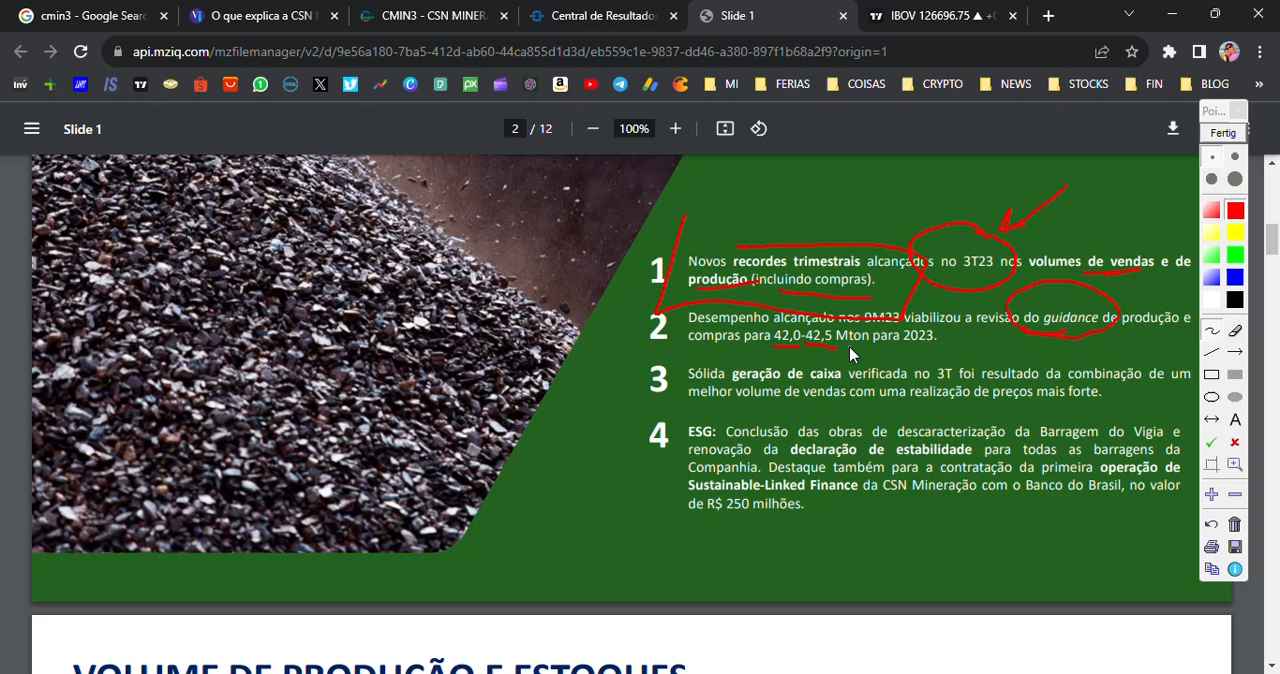 cmin3 - Google Searc
O que explica a CSN
CMIN3 - CSN MINER
Central de Resultados
Slide 1
IBOV 126696.75 ▲
api.mziq.com/mzfilemanager/v2/d/9e56a180-7ba5-412d-ab60-44ca855d1d3d/eb559c1e-9837-dd46-a380-897f1b68a2f9?origin=1
MI FERIAS COISAS CRYPTO NEWS STOCKS FIN BLOG »
Slide 1
2 / 12
100%
Poi...
Fertig
1 Novos recordes trimestrais alcançados no 3T23 nos volumes de vendas e de
produção (incluindo compras).
2 Desempenho alcançado nos 9M23 viabilizou a revisão do guidance de produção e
compras para 42,0-42,5 Mton para 2023.
3 Sólida geração de caixa verificada no 3T foi resultado da combinação de um
melhor volume de vendas com uma realização de preços mais forte.
4 ESG: Conclusão das obras de descaracterização da Barragem do Vigia e
renovação da declaração de estabilidade para todas as barragens da
Companhia. Destaque também para a contratação da primeira operação de
Sustainable-Linked Finance da CSN Mineração com o Banco do Brasil, no valor
de R$ 250 milhões.
VOLUME DE PRODUÇÃO E ESTOQUES